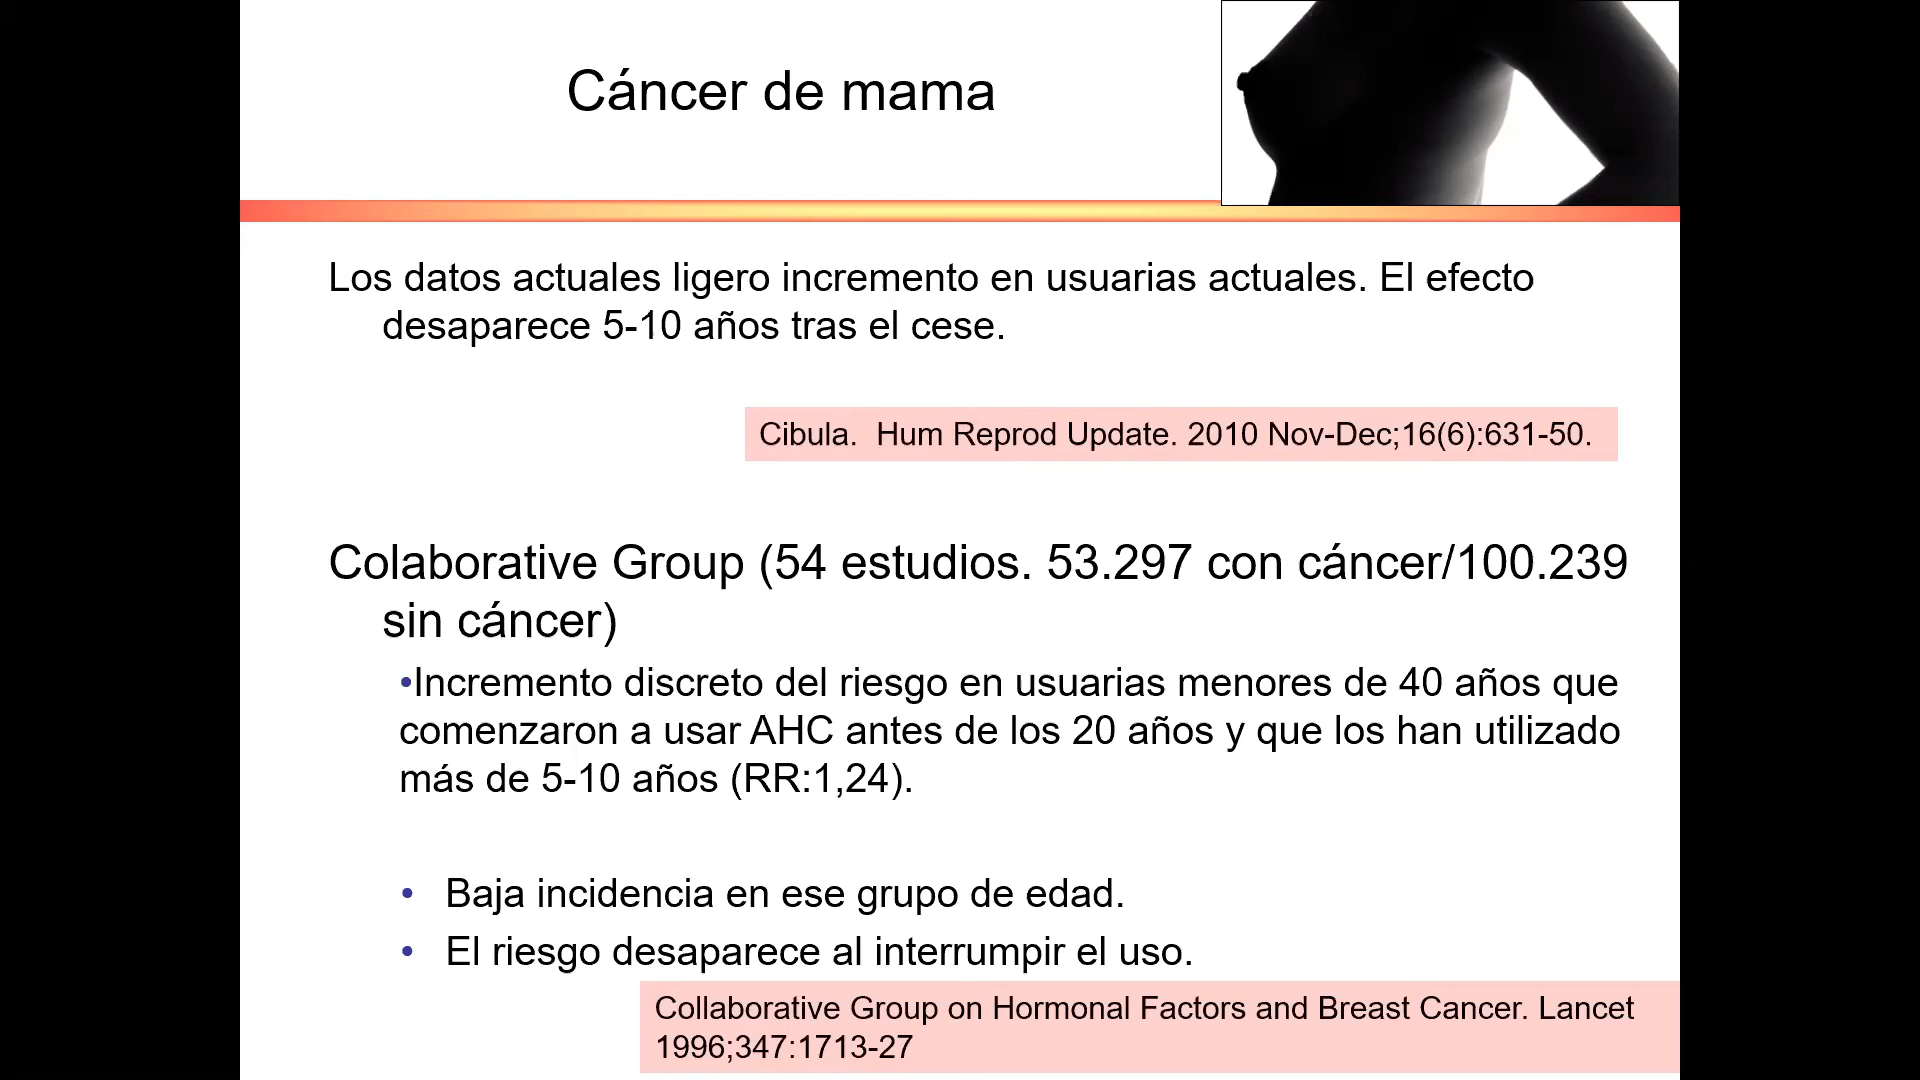 Cáncer de mama
Los datos actuales ligero incremento en usuarias actuales. El efecto
desaparece 5-10 años tras el cese.
Cibula.  Hum Reprod Update. 2010 Nov-Dec;16(6):631-50.
Colaborative Group (54 estudios. 53.297 con cáncer/100.239
sin cáncer)
•Incremento discreto del riesgo en usuarias menores de 40 años que
comenzaron a usar AHC antes de los 20 años y que los han utilizado
más de 5-10 años (RR:1,24).
• Baja incidencia en ese grupo de edad.
• El riesgo desaparece al interrumpir el uso.
Collaborative Group on Hormonal Factors and Breast Cancer. Lancet
1996;347:1713-27